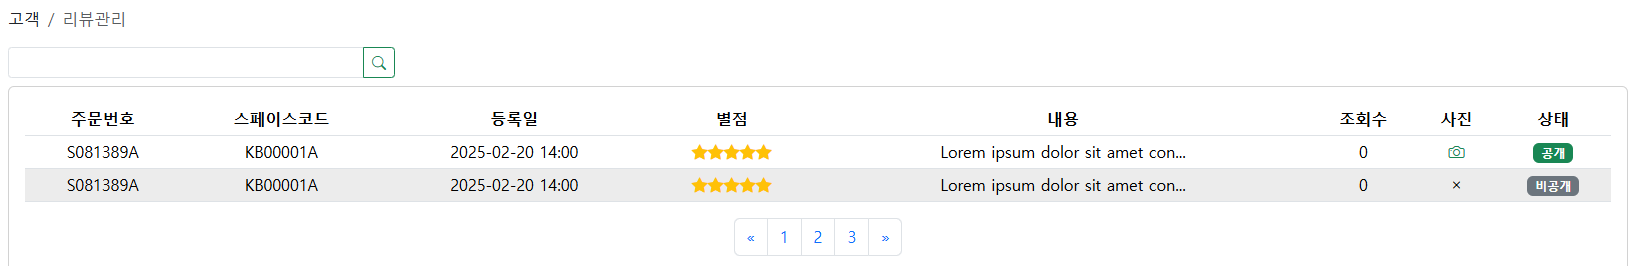 고객 / 리뷰관리
주문번호 스페이스코드 등록일 별점 내용 조회수 사진 상태
S081389A KB00001A 2025-02-20 14:00 ★★★★★ Lorem ipsum dolor sit amet con... 0 공개
S081389A KB00001A 2025-02-20 14:00 ★★★★★ Lorem ipsum dolor sit amet con... 0 × 비공개
« 1 2 3 »